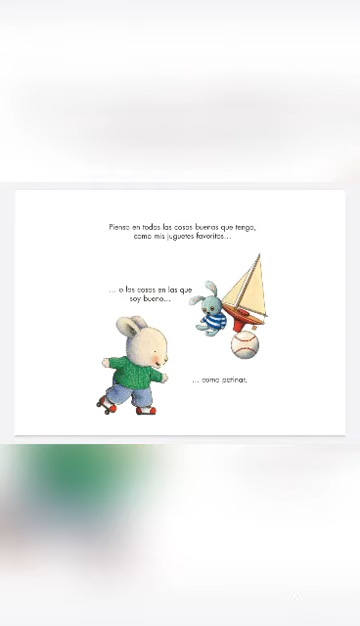 Pienso en todas las cosas buenas que tengo,
como mis juguetes favoritos...
... o las cosas en las que
soy bueno...
... como patinar.